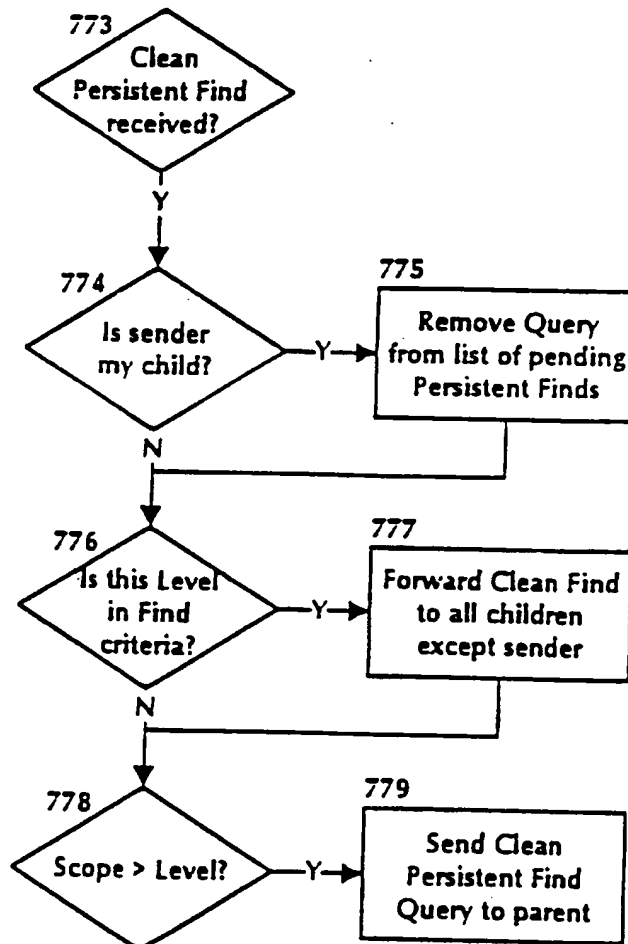 773
Clean
Persistent Find
received?
Y
774
Is sender
my child?
Y
775
Remove Query
from list of pending
Persistent Finds
N
776
Is this Level
in Find
criteria?
Y
777
Forward Clean Find
to all children
except sender
N
778
Scope > Level?
Y
779
Send Clean
Persistent Find
Query to parent